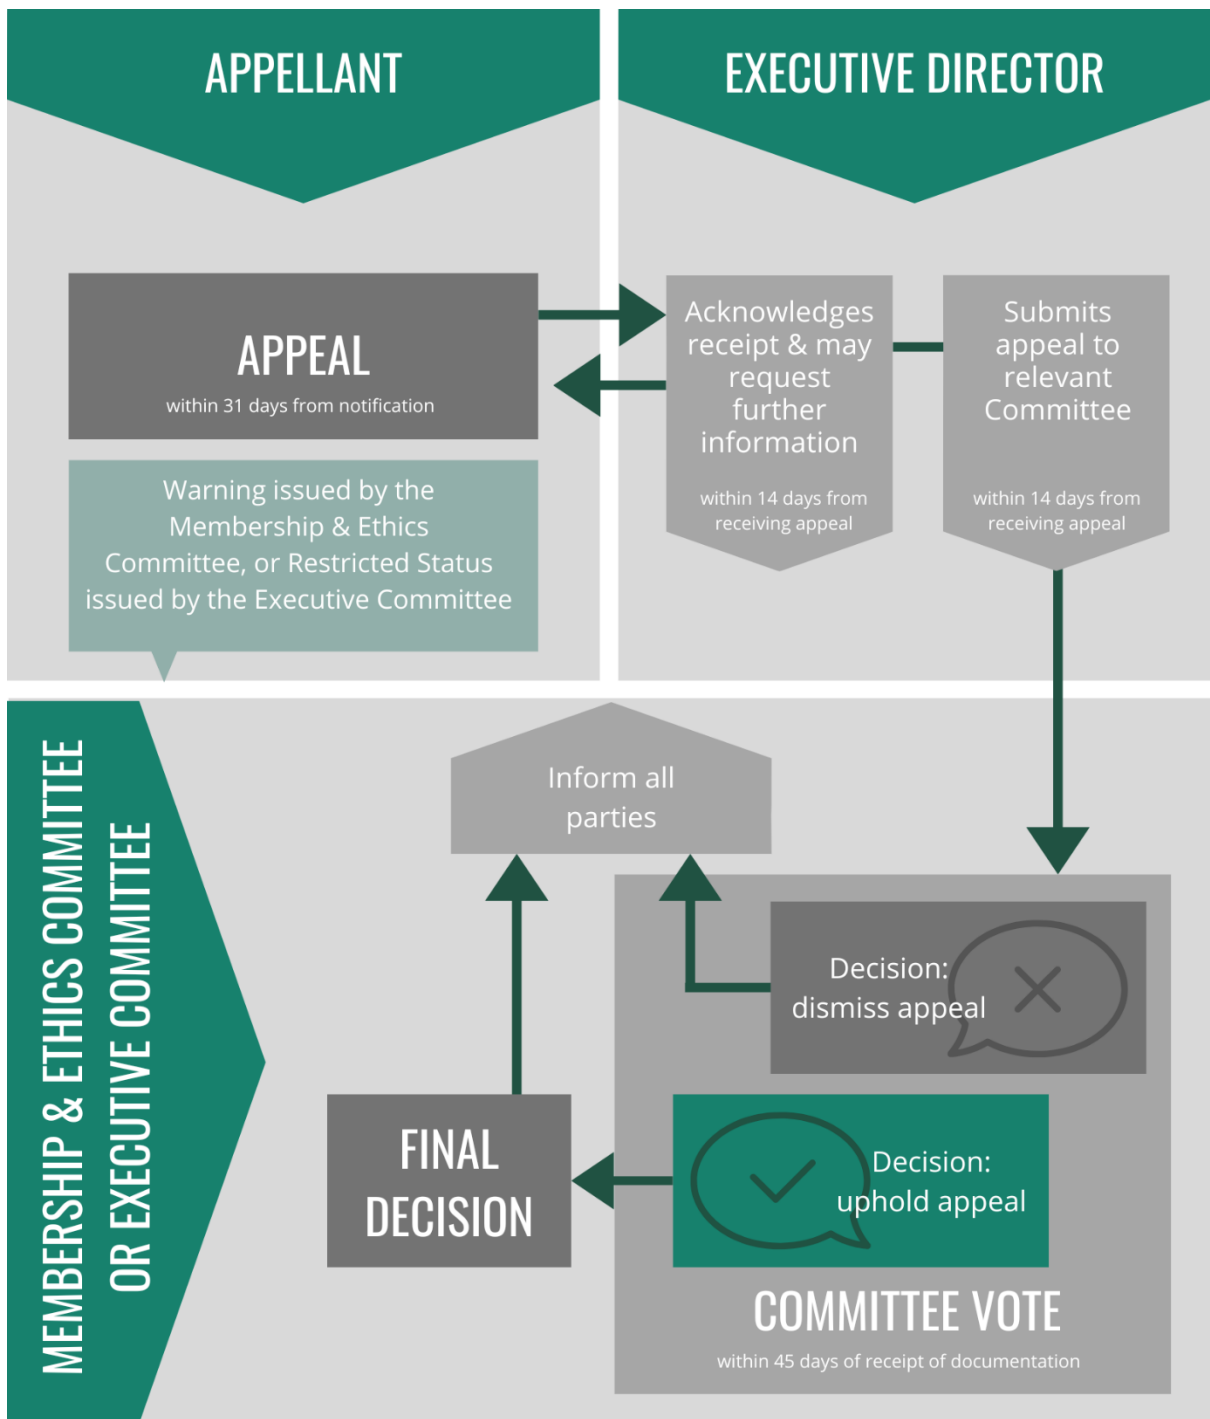 APPELLANT
EXECUTIVE DIRECTOR
APPEAL
within 31 days from notification
Warning issued by the
Membership & Ethics
Committee, or Restricted Status
issued by the Executive Committee
Acknowledges
receipt & may
request
further
information
within 14 days from
receiving appeal
Submits
appeal to
relevant
Committee
within 14 days from
receiving appeal
MEMBERSHIP & ETHICS COMMITTEE
OR EXECUTIVE COMMITTEE
Inform all
parties
Decision:
dismiss appeal
FINAL
DECISION
Decision:
uphold appeal
COMMITTEE VOTE
within 45 days of receipt of documentation